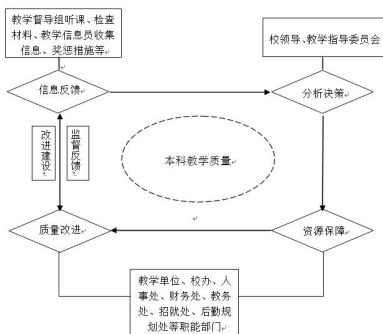 教学督导组听课、检查
材料、教学信息员收集
信息、奖惩措施等
校领导、教学指导委员会
信息反馈
分析决策
改进建设
监督反馈
本科教学质量
质量改进
资源保障
教学单位、校办、人
事处、财务处、教务
处、招就处、后勤
规划处等职能部门